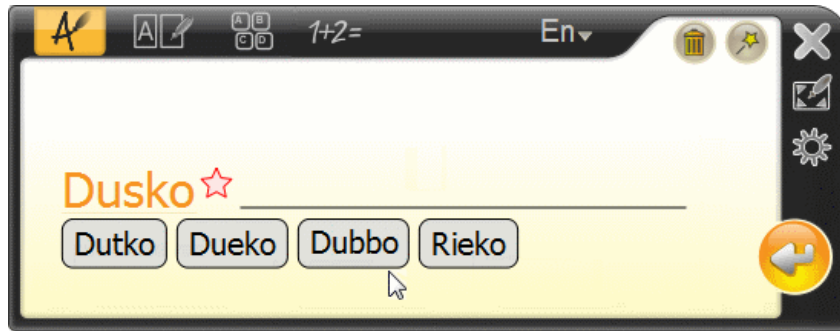 A A A B C D 1+2= En
Dusko
Dutko Dueko Dubbo Rieko